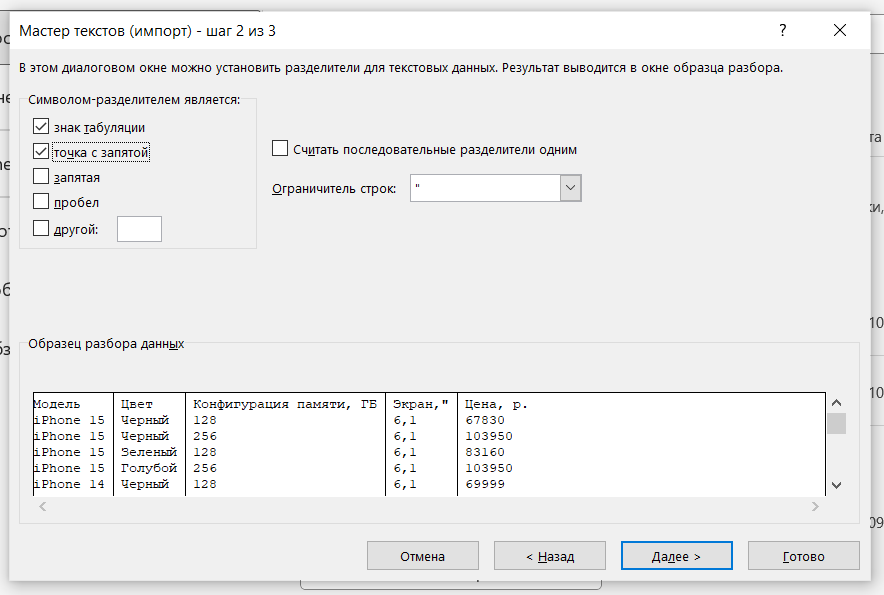 Мастер текстов (импорт) - шаг 2 из 3
?
В этом диалоговом окне можно установить разделители для текстовых данных. Результат выводится в окне образца разбора.
Символом-разделителем является:
знак табуляции
точка с запятой
запятая
пробел
другой:
Считать последовательные разделители одним
Ограничитель строк: "
Образец разбора данных
Модель Цвет Конфигурация памяти, ГБ Экран," Цена, р.
iPhone 15 Черный 128 6,1 67830
iPhone 15 Черный 256 6,1 103950
iPhone 15 Зеленый 128 6,1 83160
iPhone 15 Голубой 256 6,1 103950
iPhone 14 Черный 128 6,1 69999
Отмена < Назад Далее > Готово